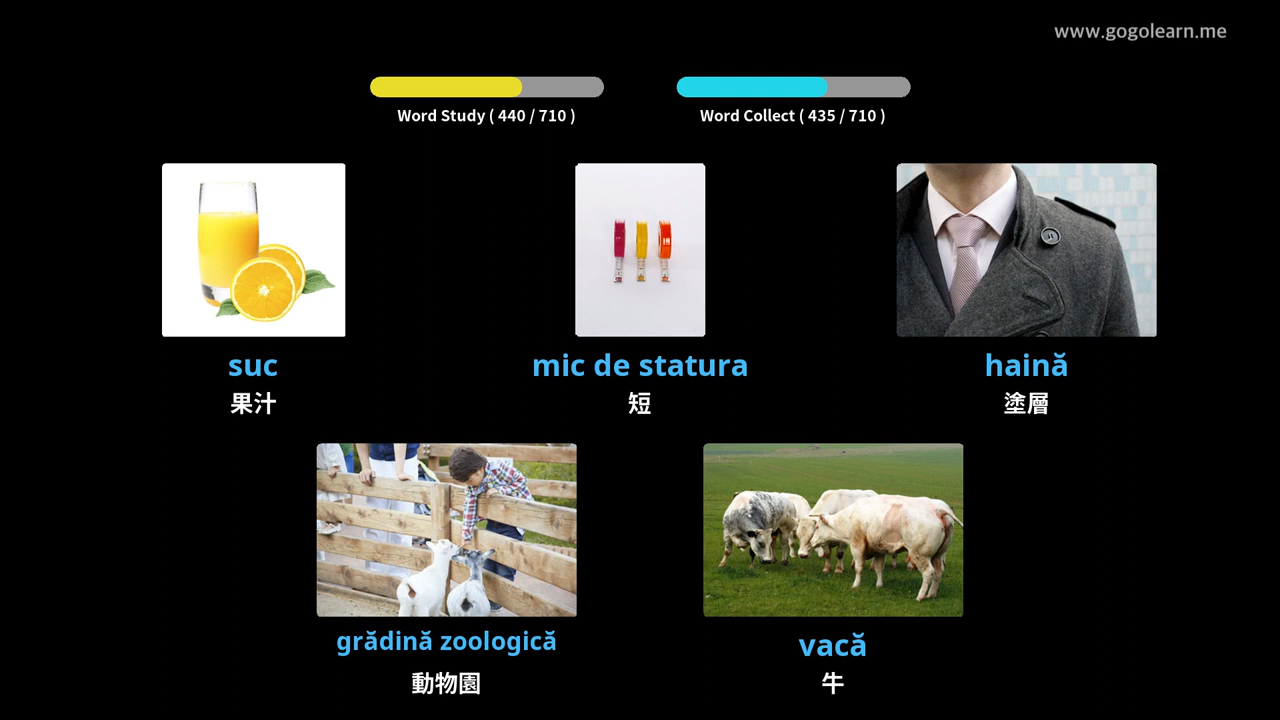 www.gogolearn.me
Word Study ( 440 / 710 )
Word Collect ( 435 / 710 )
suc
果汁
mic de statura
短
haină
塗層
grădină zoologică
動物園
vacă
牛